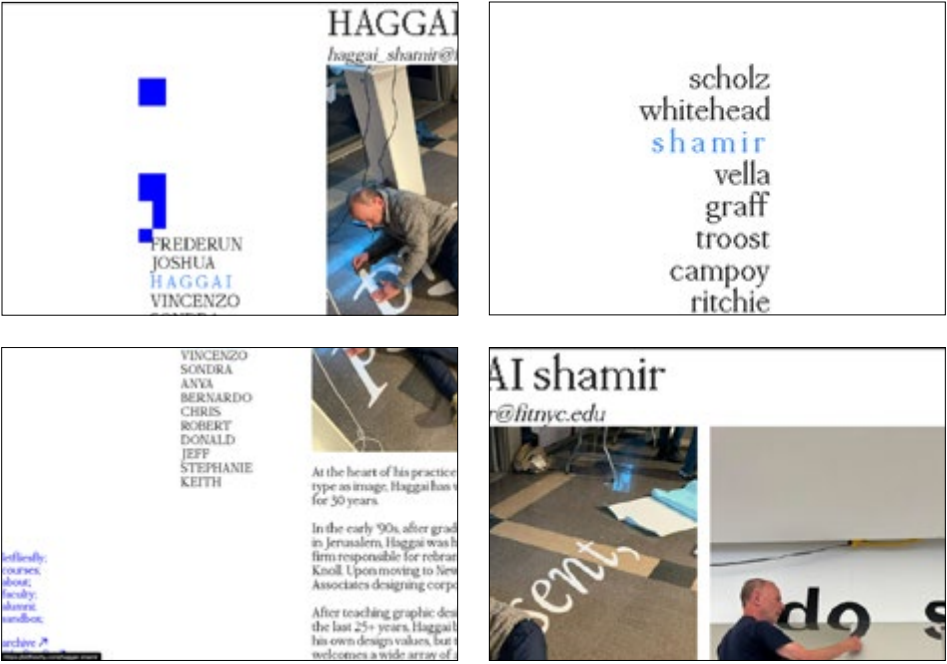 HAGGAI
haggai_shamir@f
FREDERUN
JOSHUA
HAGGAI
VINCENZO
scholz
whitehead
shamir
vella
graff
troost
campoy
ritchie
VINCENZO
SONDRA
ANYA
BERNARDO
CHRIS
ROBERT
DONALD
JEFF
STEPHANIE
KEITH
At the heart of his practice
type as image, Haggai has w
for 30 years.
In the early '90s, after grad
in Jerusalem, Haggai was h
firm responsible for rebran
Knoll. Upon moving to New
Associates designing corpo
After teaching graphic des
the last 25+ years, Haggai b
his own design values, but t
welcomes a wide array of
courses;
about;
faculty;
alumni;
sandbox;
archive ↗
AI shamir
r@fitnyc.edu
sent,
do s